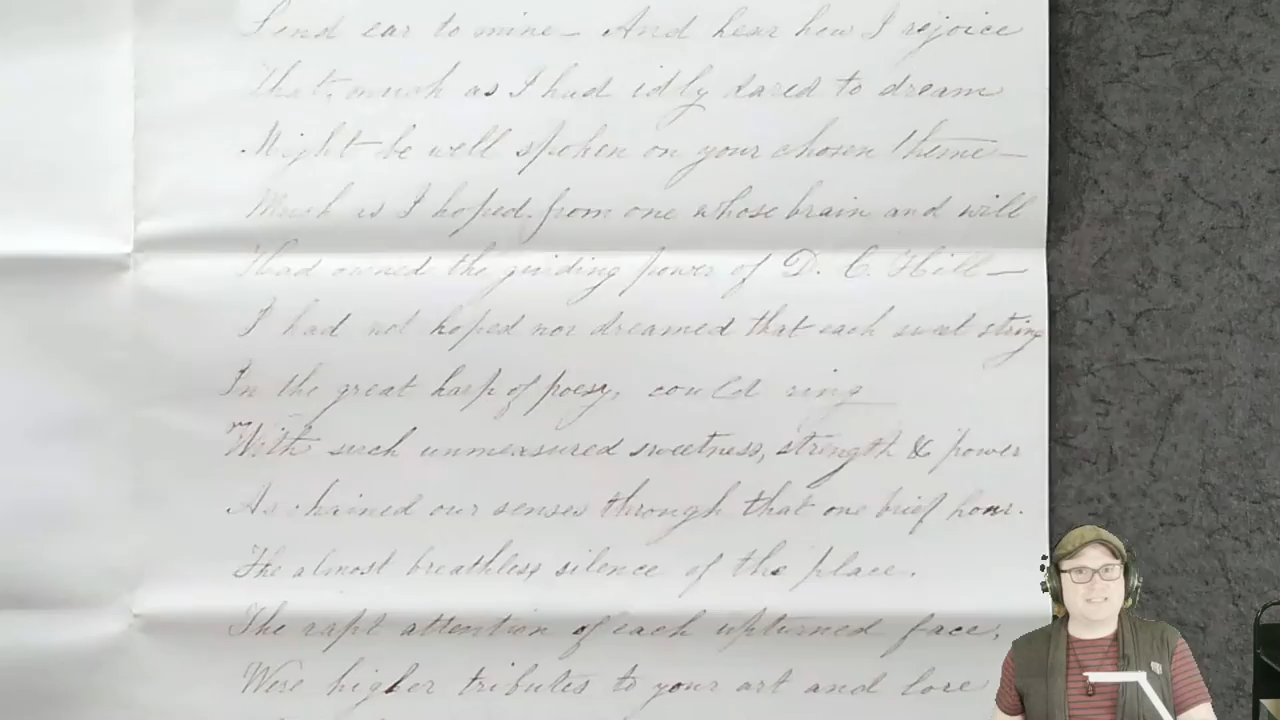 Lend ear to mine— And hear how I rejoice
That, much as I had idly dared to dream
Might be well spoken on your chosen theme—
Much as I hoped from one whose brain and will
Had owned the guiding power of D. C. Hill—
I had not hoped nor dreamed that each sweet string
In the great harp of poesy, could ring
With such unmeasured sweetness, strength & power
As chained our senses through that one brief hour.
The almost breathless silence of the place.
The rapt attention of each upturned face,
Were higher tributes to your art and lore